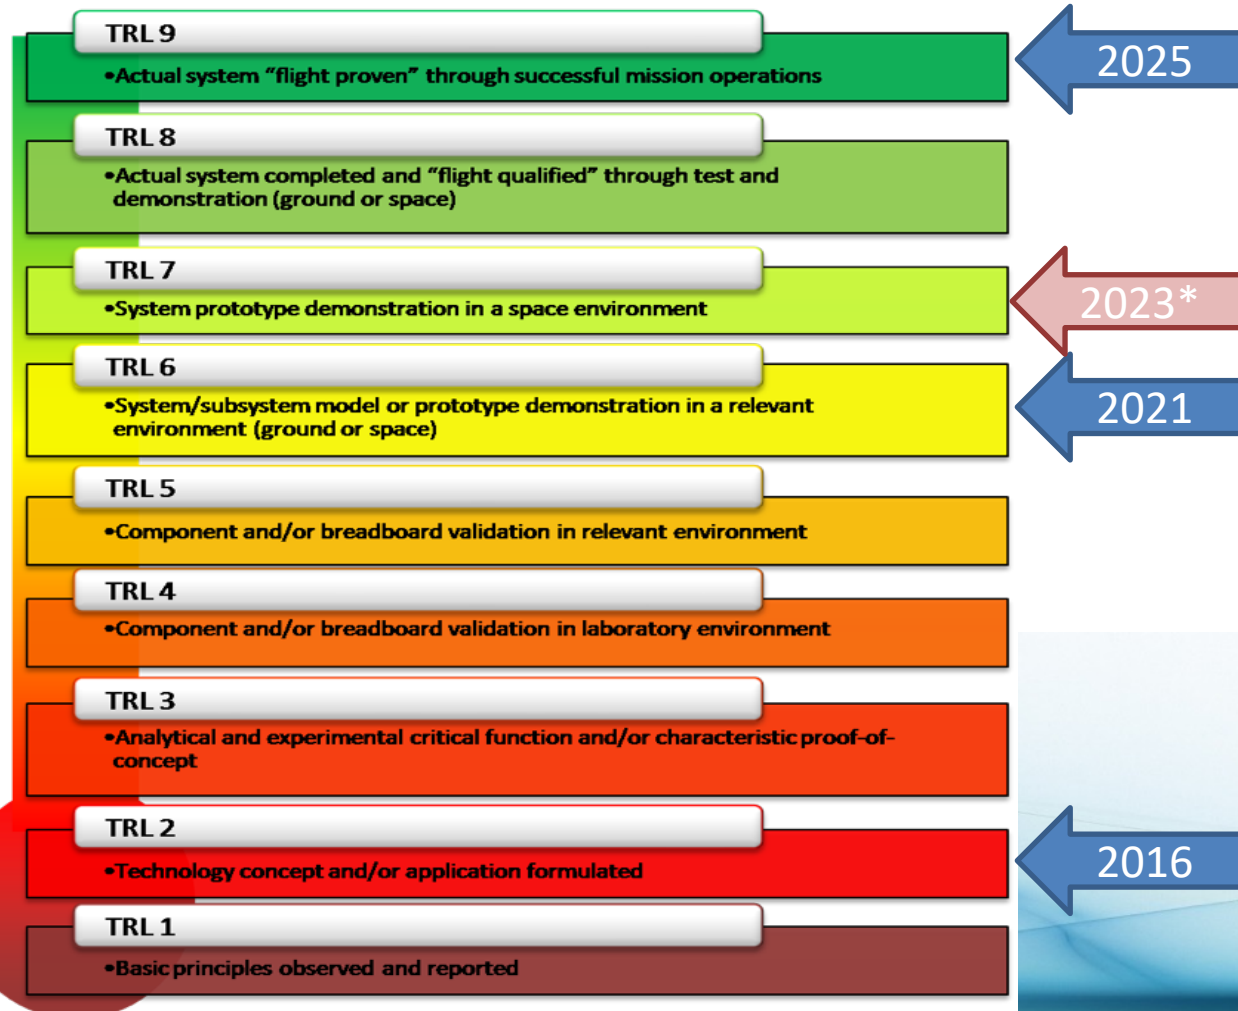 TRL 9
•Actual system “flight proven” through successful mission operations
2025
TRL 8
•Actual system completed and “flight qualified” through test and
demonstration (ground or space)
TRL 7
•System prototype demonstration in a space environment
2023*
TRL 6
•System/subsystem model or prototype demonstration in a relevant
environment (ground or space)
2021
TRL 5
•Component and/or breadboard validation in relevant environment
TRL 4
•Component and/or breadboard validation in laboratory environment
TRL 3
•Analytical and experimental critical function and/or characteristic proof-of-
concept
TRL 2
•Technology concept and/or application formulated
2016
TRL 1
•Basic principles observed and reported